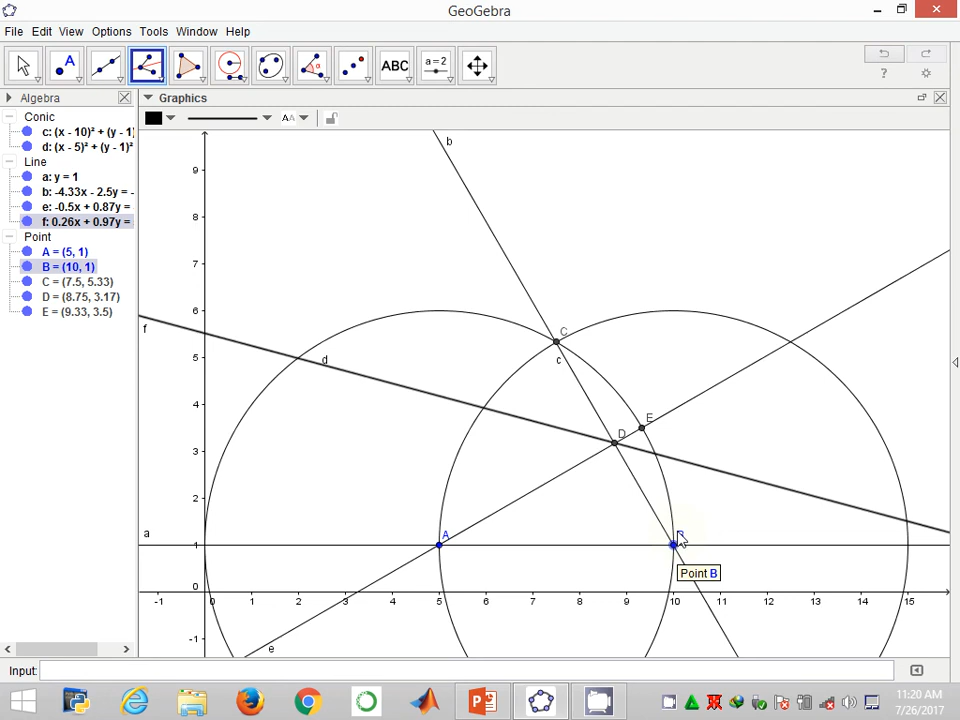 GeoGebra
File Edit View Options Tools Window Help
A ABC a = 2
Algebra
Graphics
Conic
c: (x - 10)² + (y - 1)
d: (x - 5)² + (y - 1)²
Line
a: y = 1
b: -4.33x - 2.5y = -
e: -0.5x + 0.87y =
f: 0.26x + 0.97y =
Point
A = (5, 1)
B = (10, 1)
C = (7.5, 5.33)
D = (8.75, 3.17)
E = (9.33, 3.5)
AA
b
9
8
7
6
f
C
5
d
c
4
E
D
3
2
a
A
1
Point B
0
-1 0 1 2 3 4 5 6 7 8 9 10 11 12 13 14 15
-1
e
Input:
11:20 AM
7/26/2017